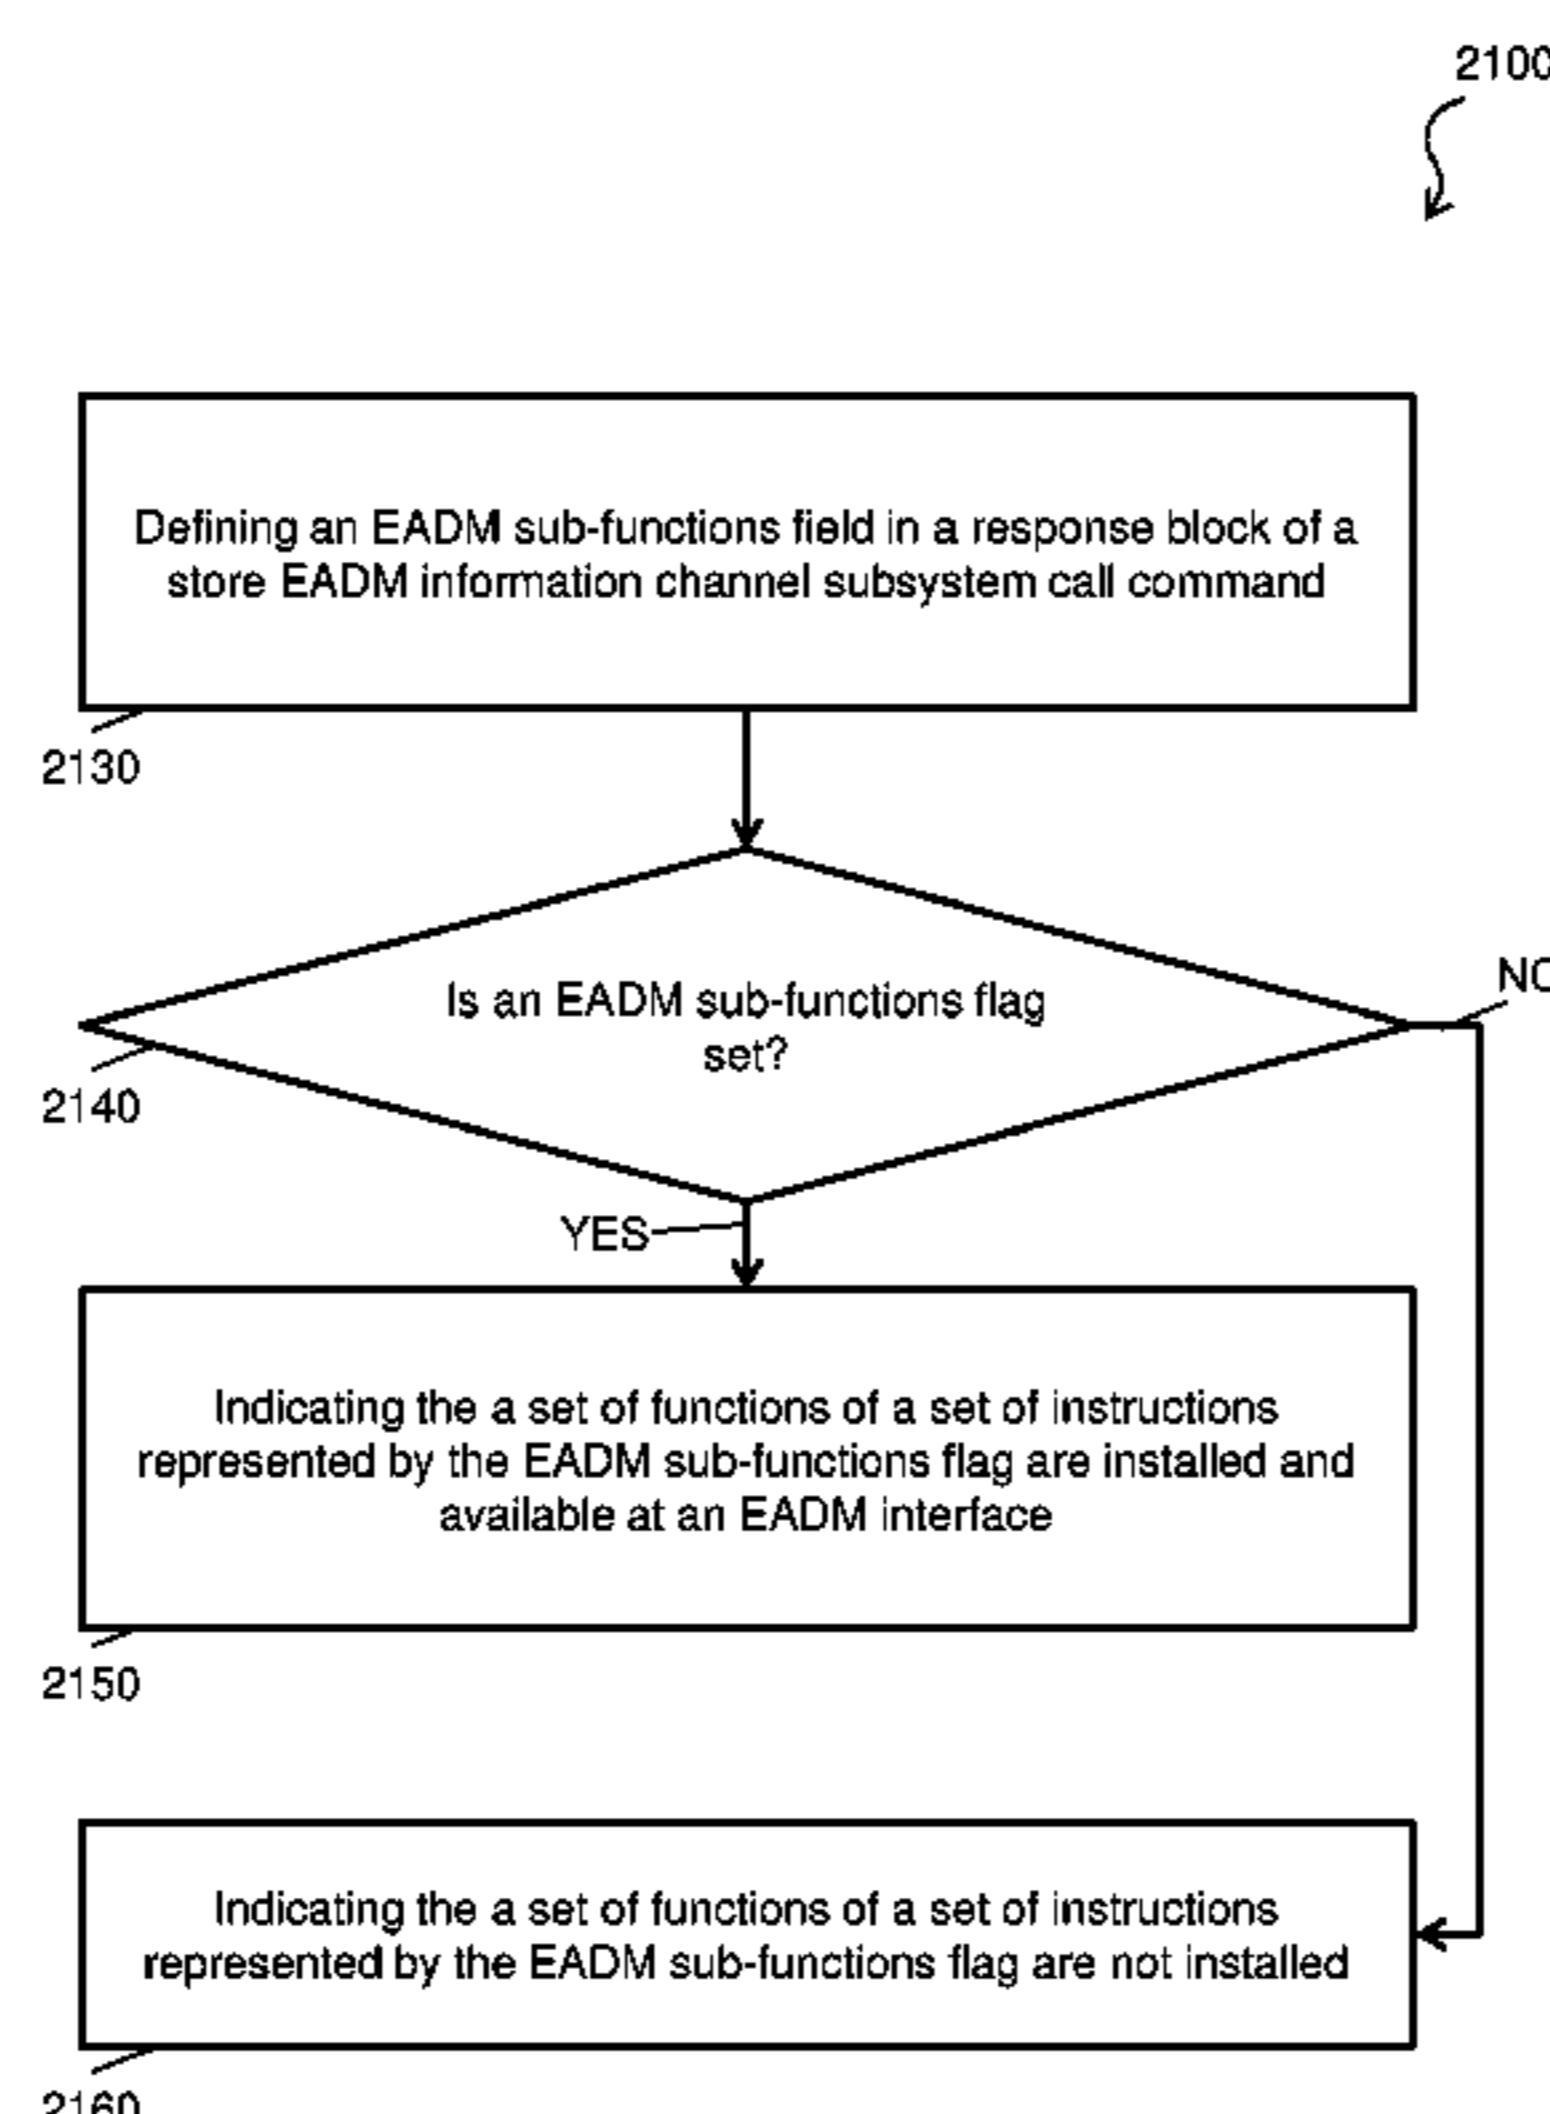 2100
Defining an EADM sub-functions field in a response block of a
store EADM information channel subsystem call command
2130
Is an EADM sub-functions flag
set?
NO
2140
YES
Indicating the a set of functions of a set of instructions
represented by the EADM sub-functions flag are installed and
available at an EADM interface
2150
Indicating the a set of functions of a set of instructions
represented by the EADM sub-functions flag are not installed
2160